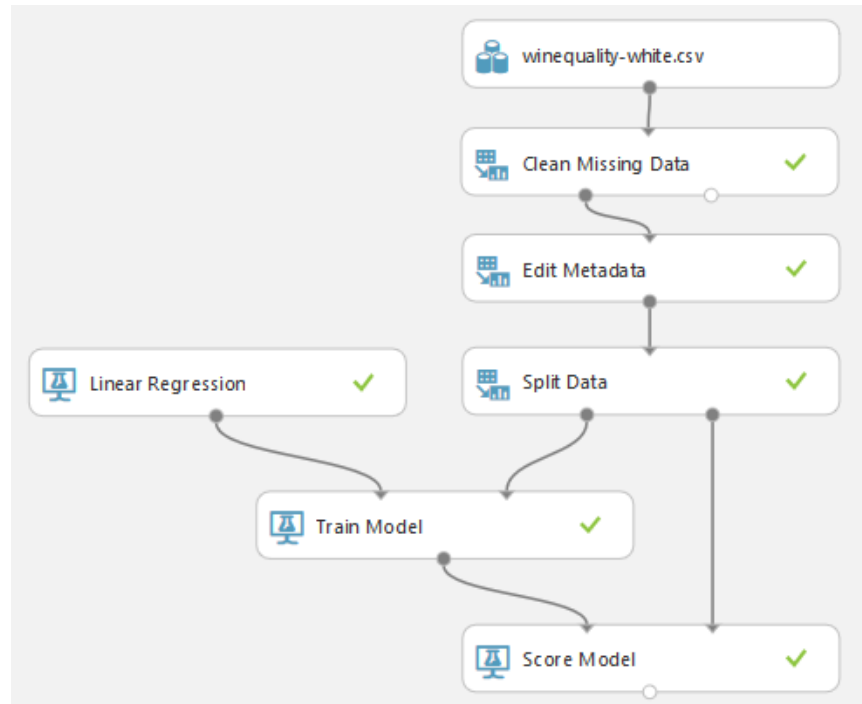 winequality-white.csv
Clean Missing Data
Edit Metadata
Linear Regression
Split Data
Train Model
Score Model